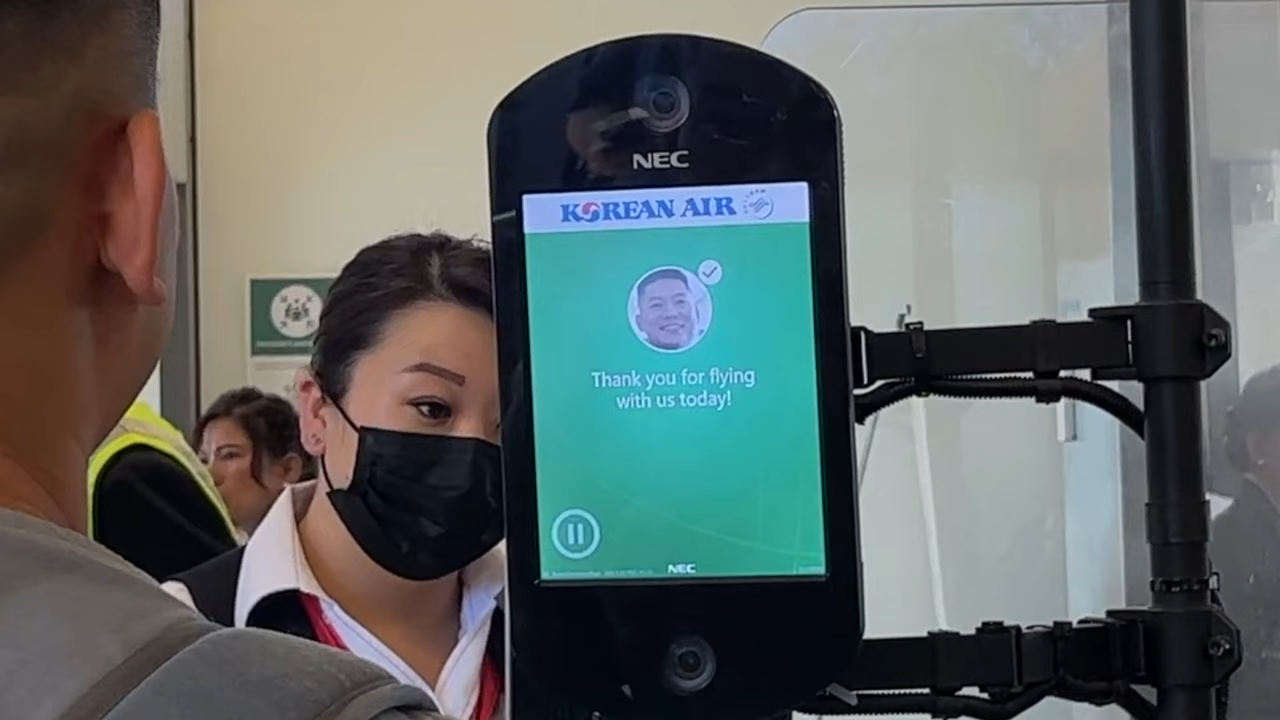 NEC
KOREAN AIR
Thank you for flying
with us today!
NEC